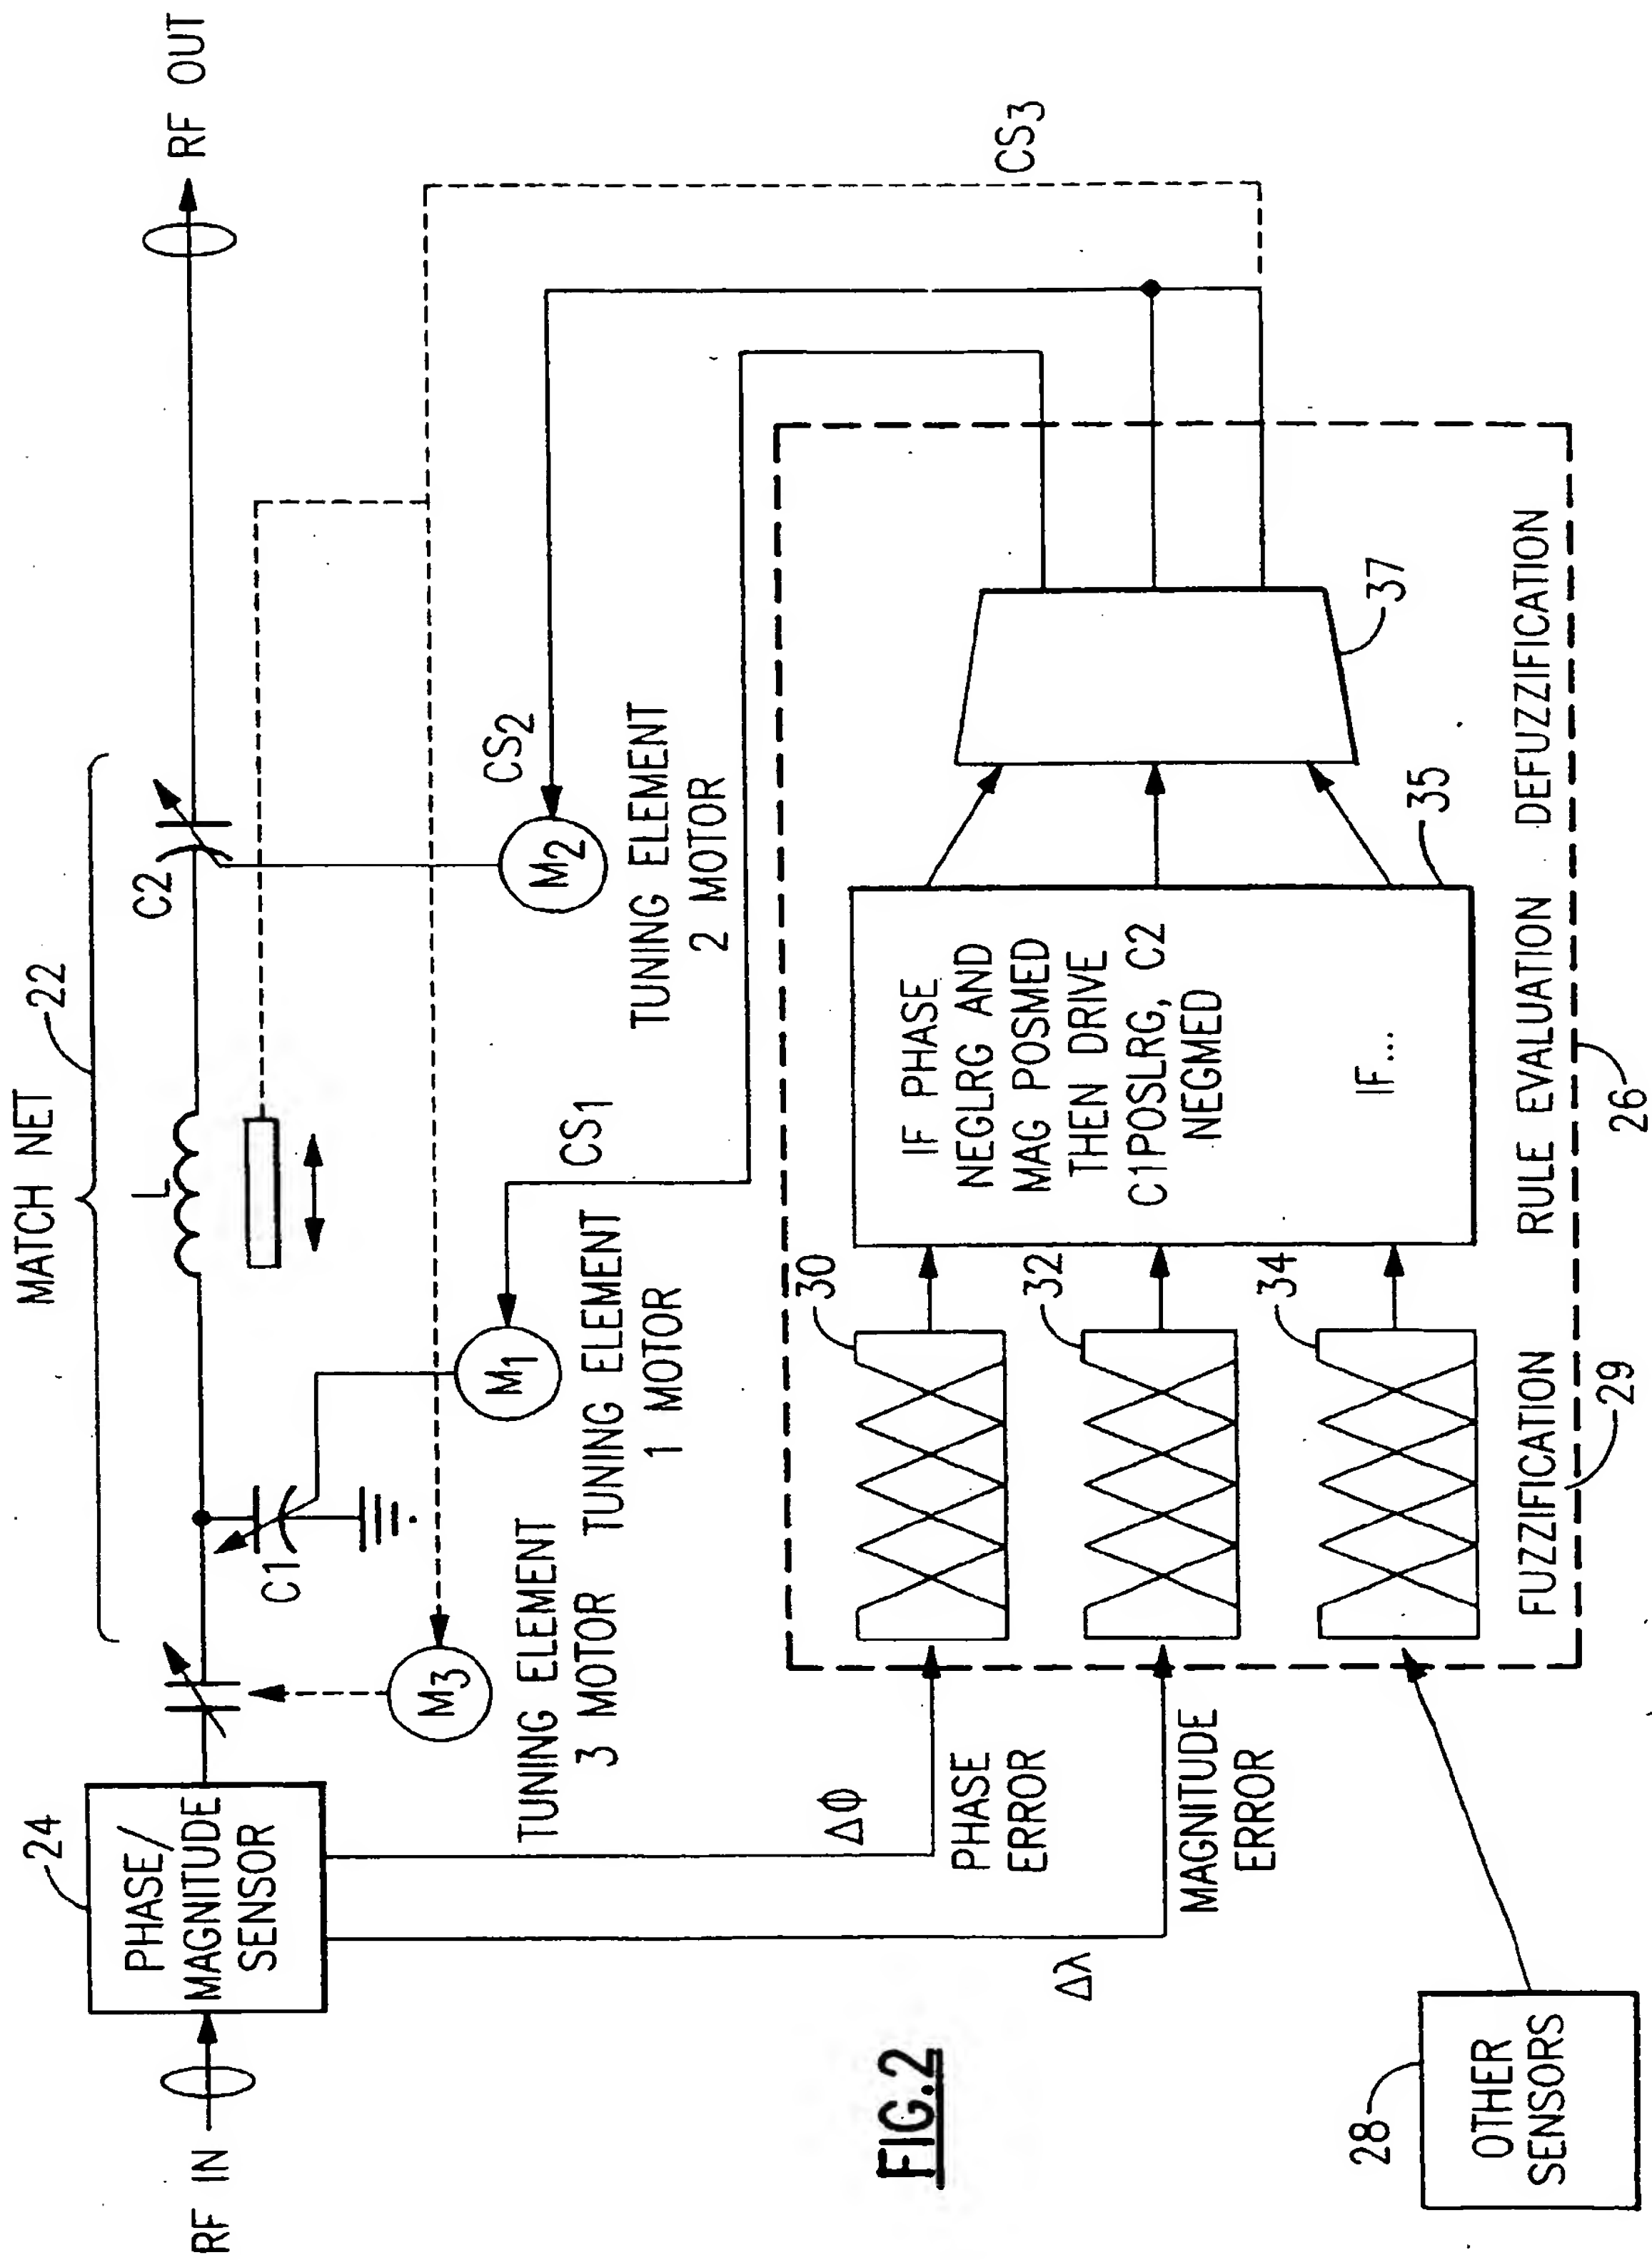 MATCH NET
22
RF IN
24
PHASE/
MAGNITUDE
SENSOR
C1
L
C2
RF OUT
M3
TUNING ELEMENT
3 MOTOR
M1
TUNING ELEMENT
1 MOTOR
CS1
M2
TUNING ELEMENT
2 MOTOR
CS2
CS3
ΔΦ
PHASE
ERROR
Δλ
MAGNITUDE
ERROR
30
32
34
IF PHASE
NEGLRG AND
MAG POSMED
THEN DRIVE
C1POSLRG, C2
NEGMED
IF...
35
37
FUZZIFICATION
RULE EVALUATION
DEFUZZIFICATION
29
26
28
OTHER
SENSORS
FIG.2